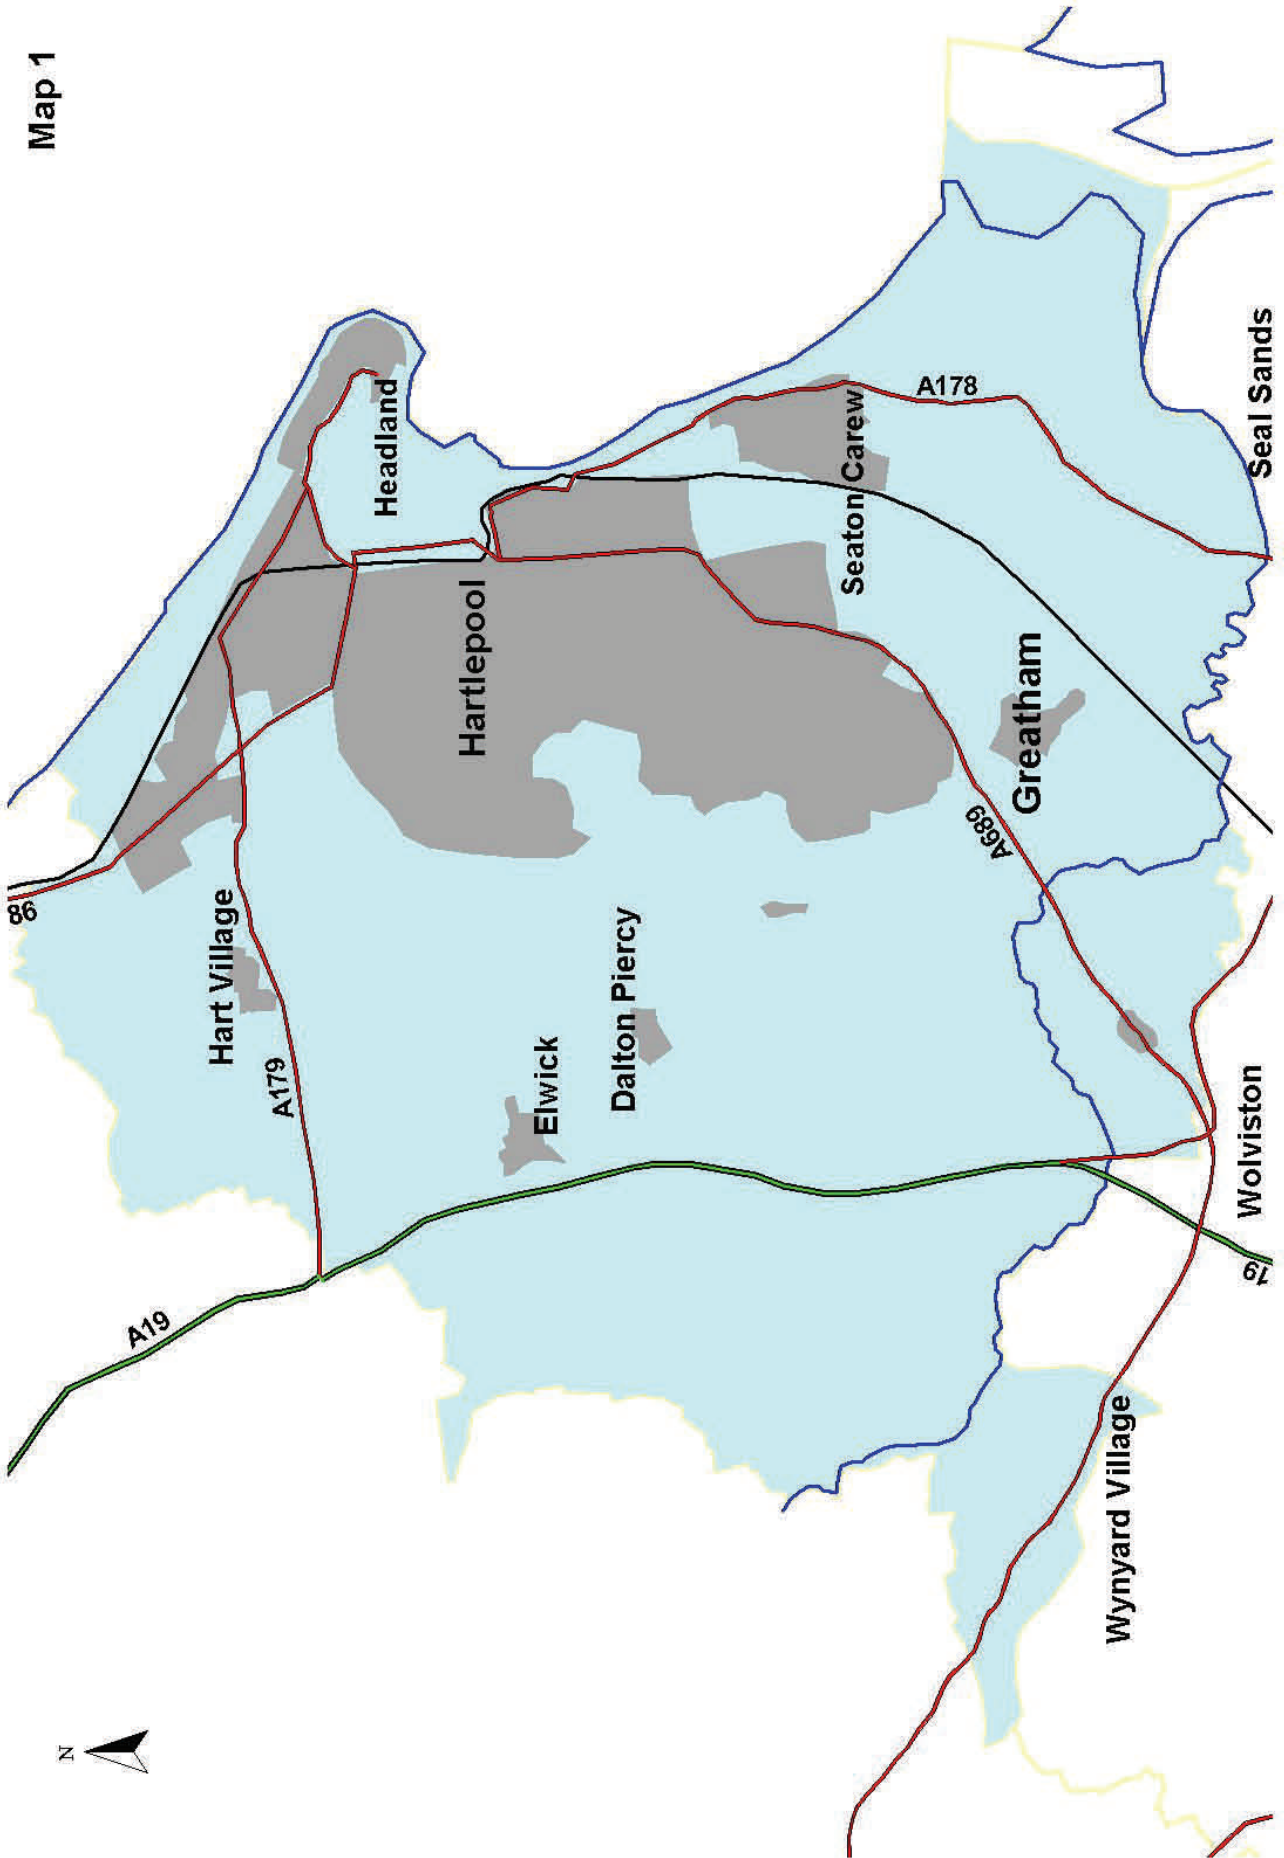 Map 1
N
A19
86
Hart Village
A179
Headland
Hartlepool
Elwick
Dalton Piercy
Seaton Carew
A178
Greatham
A689
Wynyard Village
Wolviston
19
Seal Sands